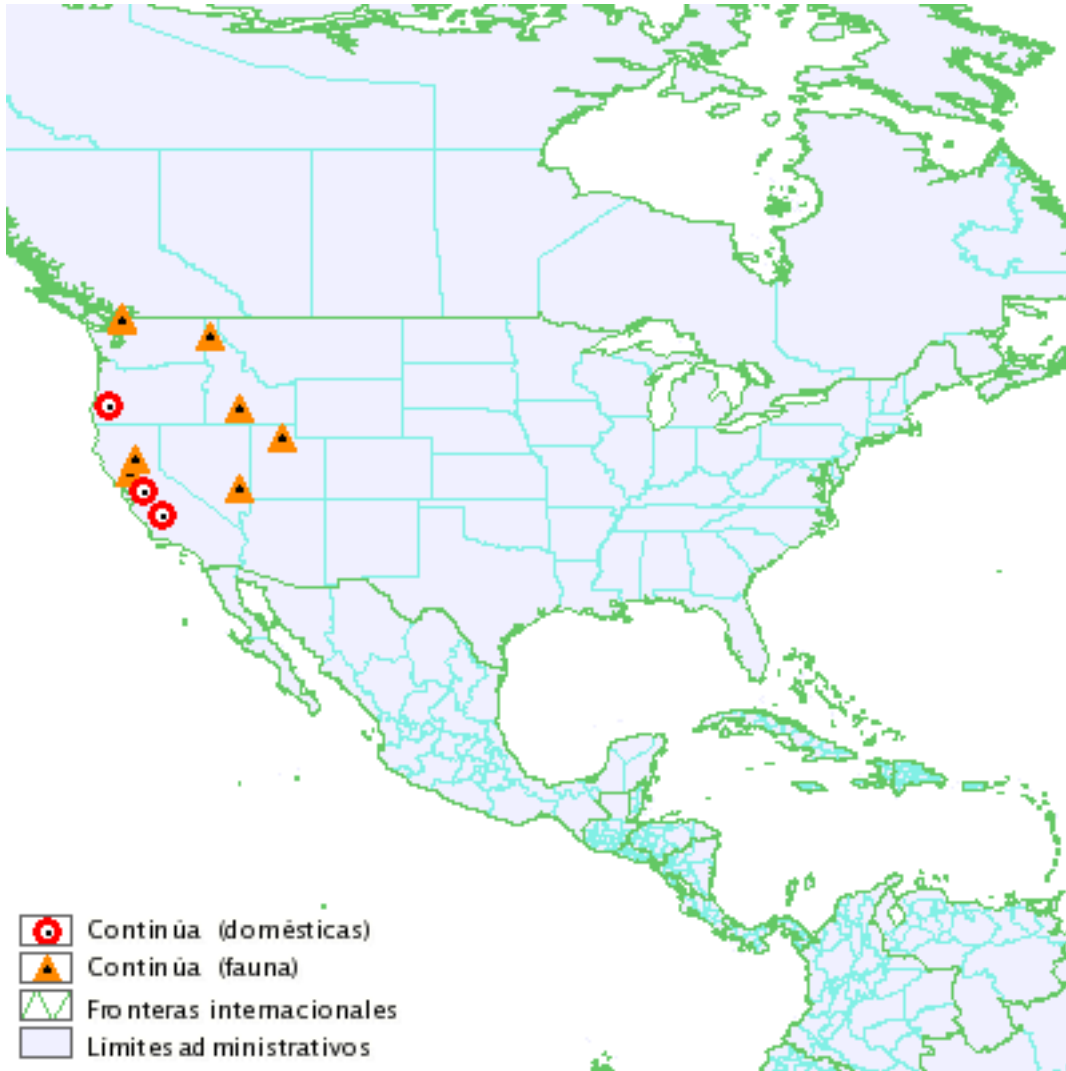 Continúa (domésticas)
Continúa (fauna)
Fronteras internacionales
Límites administrativos